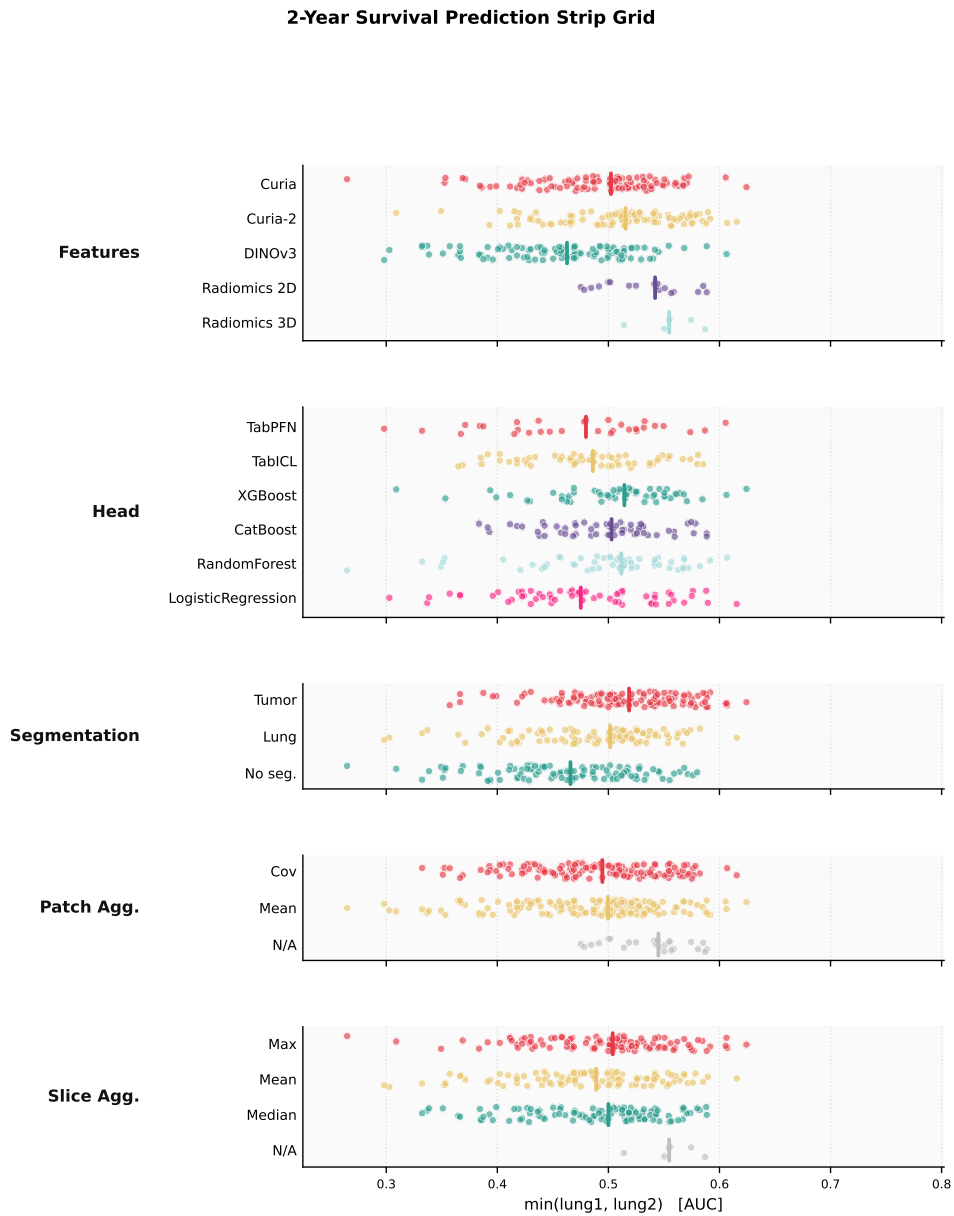 2-Year Survival Prediction Strip Grid
Features
Curia
Curia-2
DINOv3
Radiomics 2D
Radiomics 3D
Head
TabPFN
TabICL
XGBoost
CatBoost
RandomForest
LogisticRegression
Segmentation
Tumor
Lung
No seg.
Patch Agg.
Cov
Mean
N/A
Slice Agg.
Max
Mean
Median
N/A
0.3 0.4 0.5 0.6 0.7 0.8
min(lung1, lung2) [AUC]